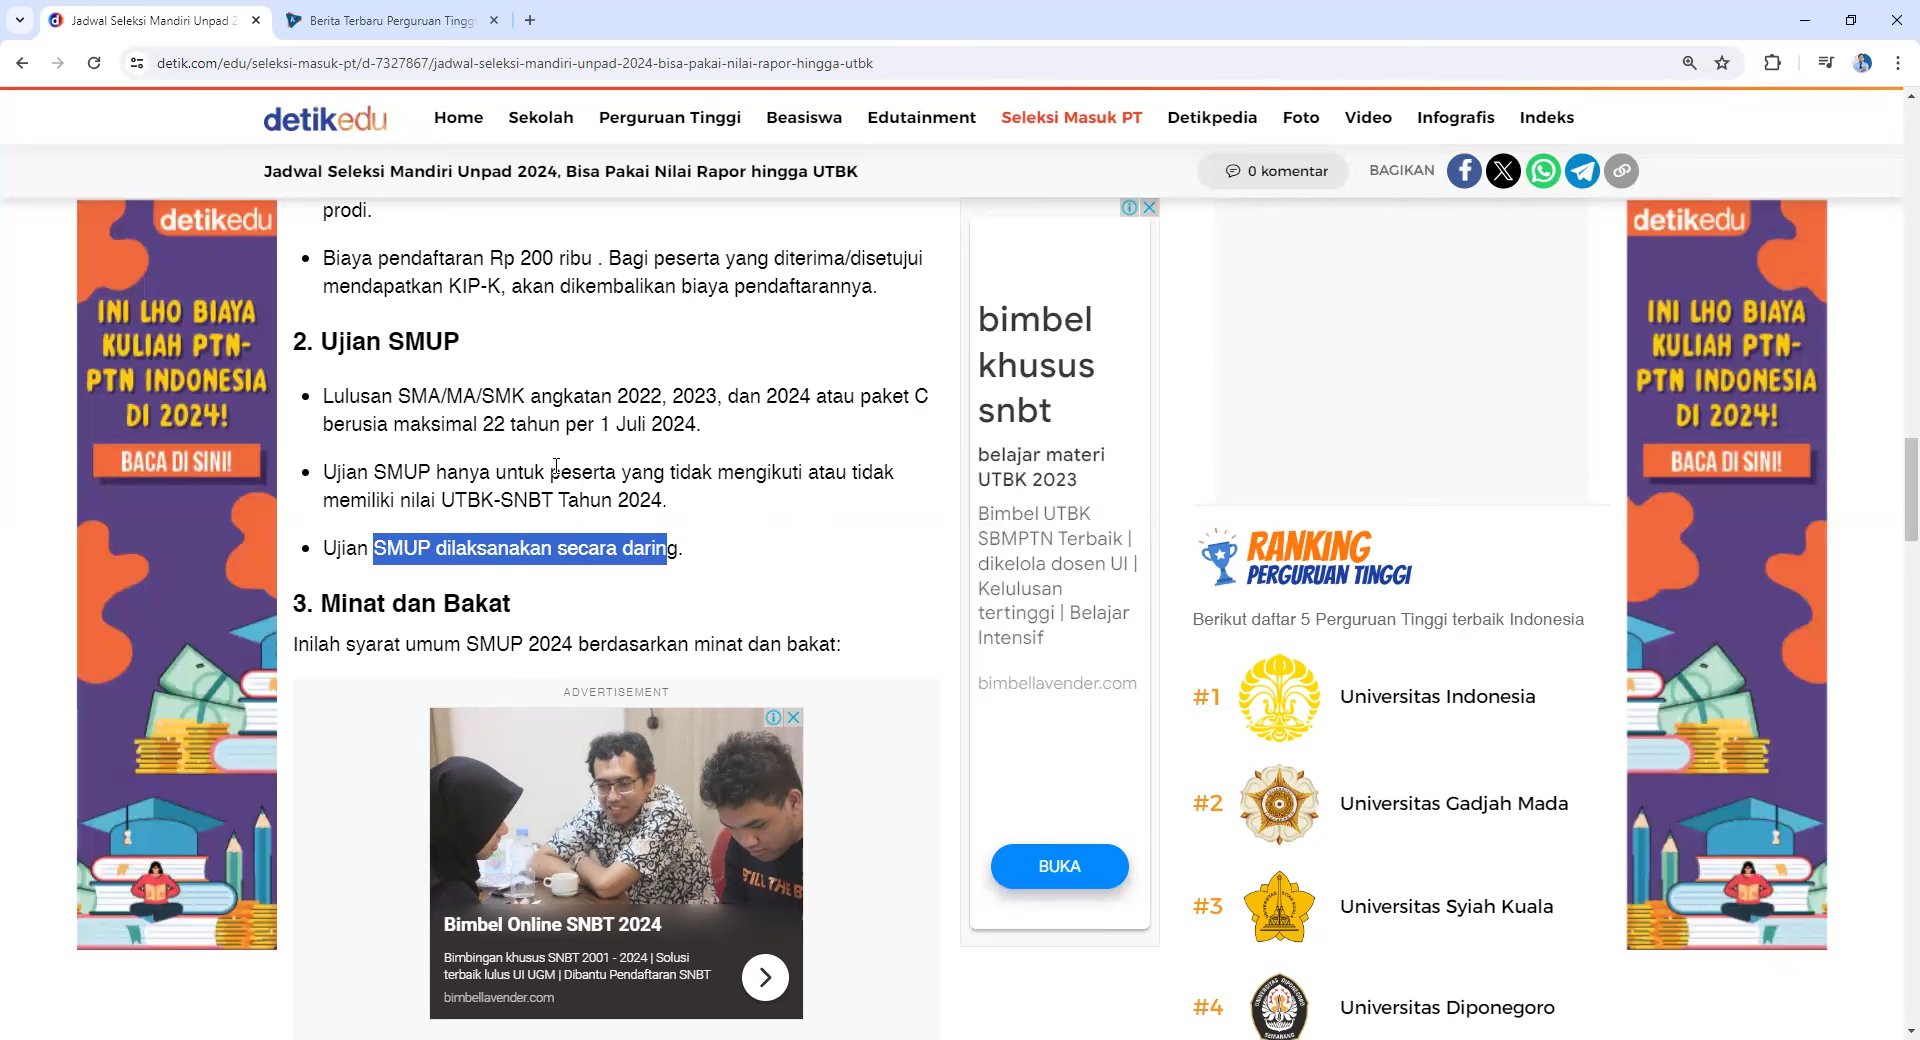 Jadwal Seleksi Mandiri Unpad 2
Berita Terbaru Perguruan Tingg
detik.com/edu/seleksi-masuk-pt/d-7327867/jadwal-seleksi-mandiri-unpad-2024-bisa-pakai-nilai-rapor-hingga-utbk
detikedu
Home
Sekolah
Perguruan Tinggi
Beasiswa
Edutainment
Seleksi Masuk PT
Detikpedia
Foto
Video
Infografis
Indeks
Jadwal Seleksi Mandiri Unpad 2024, Bisa Pakai Nilai Rapor hingga UTBK
0 komentar
BAGIKAN
detikedu
INI LHO BIAYA
KULIAH PTN-
PTN INDONESIA
DI 2024!
BACA DI SINI!
prodi.
• Biaya pendaftaran Rp 200 ribu . Bagi peserta yang diterima/disetujui
mendapatkan KIP-K, akan dikembalikan biaya pendaftarannya.
2. Ujian SMUP
• Lulusan SMA/MA/SMK angkatan 2022, 2023, dan 2024 atau paket C
berusia maksimal 22 tahun per 1 Juli 2024.
• Ujian SMUP hanya untuk peserta yang tidak mengikuti atau tidak
memiliki nilai UTBK-SNBT Tahun 2024.
• Ujian SMUP dilaksanakan secara daring.
3. Minat dan Bakat
Inilah syarat umum SMUP 2024 berdasarkan minat dan bakat:
ADVERTISEMENT
Bimbel Online SNBT 2024
Bimbingan khusus SNBT 2001 - 2024 | Solusi
terbaik lulus UI UGM | Dibantu Pendaftaran SNBT
bimbellavender.com
bimbel
khusus
snbt
belajar materi
UTBK 2023
Bimbel UTBK
SBMPTN Terbaik |
dikelola dosen UI |
Kelulusan
tertinggi | Belajar
Intensif
bimbellavender.com
BUKA
RANKING
PERGURUAN TINGGI
Berikut daftar 5 Perguruan Tinggi terbaik Indonesia
#1 Universitas Indonesia
#2 Universitas Gadjah Mada
#3 Universitas Syiah Kuala
#4 Universitas Diponegoro
detikedu
INI LHO BIAYA
KULIAH PTN-
PTN INDONESIA
DI 2024!
BACA DI SINI!